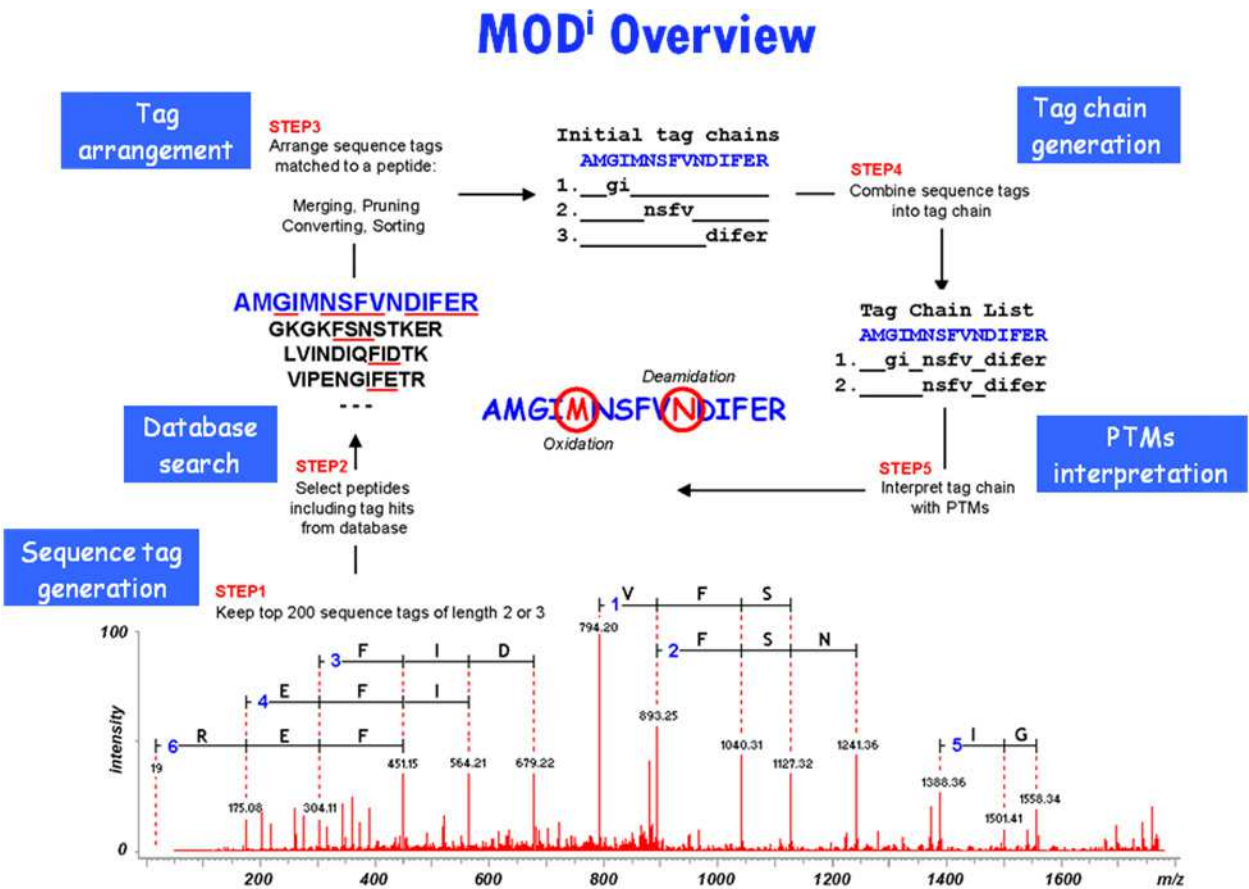 MODⁱ Overview
Tag
arrangement
STEP3
Arrange sequence tags
matched to a peptide:
Merging, Pruning
Converting, Sorting
Initial tag chains
AMGIMNSFVNDIFER
1.__gi___________
2.______nsfv______
3.____________difer
Tag chain
generation
STEP4
Combine sequence tags
into tag chain
AMGIMNSFVNDIFER
GKGKFSNSTKER
LVINDIQFIDTK
VIPENGIFETR
---
Tag Chain List
AMGIMNSFVNDIFER
1.__gi_nsfv_difer
2._____nsfv_difer
Deamidation
AMGIMNSFVNDIFER
Oxidation
Database
search
STEP2
Select peptides
including tag hits
from database
PTMs
interpretation
STEP5
Interpret tag chain
with PTMs
Sequence tag
generation
STEP1
Keep top 200 sequence tags of length 2 or 3
1 V F S
794.20
2 F S N
3 F I D
4 E F I
893.25
1040.31
1127.32
1241.36
6 R E F
5 I G
19
451.15
564.21
679.22
175.08
304.11
1388.36
1501.41
1558.34
intensity
100
0
200 400 600 800 1000 1200 1400 1600 m/z